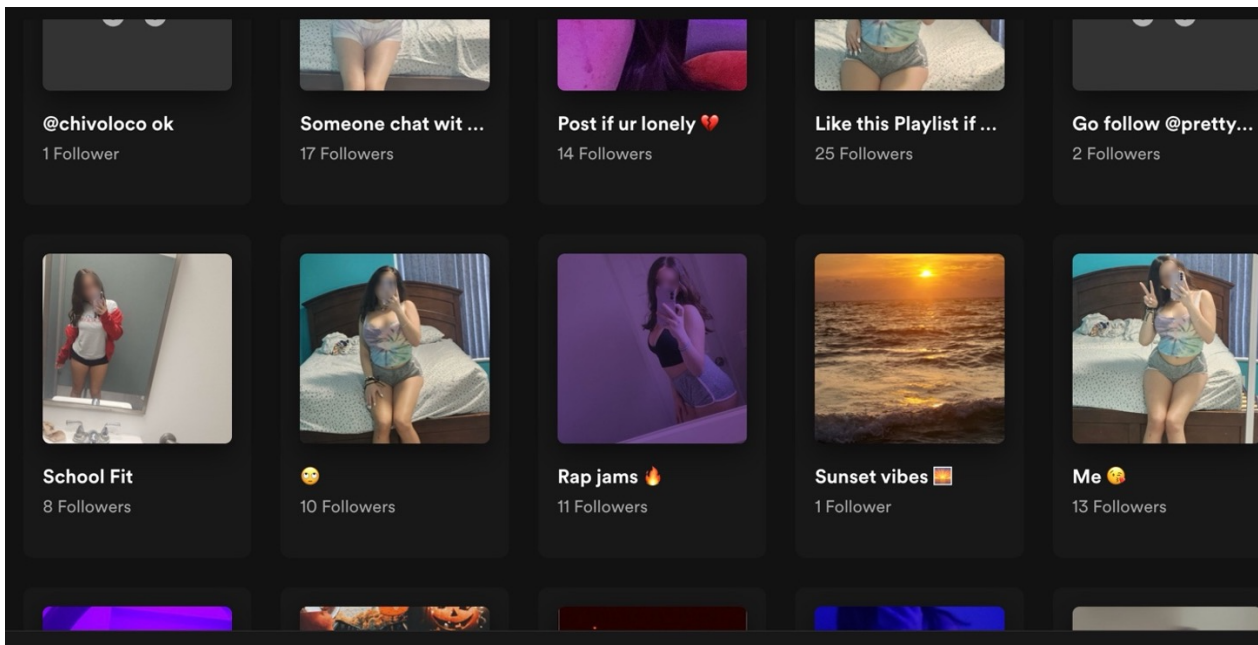 @chivoloco ok
1 Follower
Someone chat wit ...
17 Followers
Post if ur lonely 💔
14 Followers
Like this Playlist if ...
25 Followers
Go follow @pretty...
2 Followers
School Fit
8 Followers
🙄
10 Followers
Rap jams 🔥
11 Followers
Sunset vibes 🌅
1 Follower
Me 😘
13 Followers